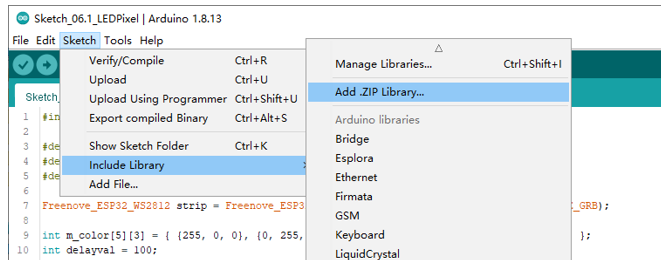 Sketch_06.1_LEDPixel | Arduino 1.8.13
File Edit Sketch Tools Help
Verify/Compile Ctrl+R
Upload Ctrl+U
Upload Using Programmer Ctrl+Shift+U
Export compiled Binary Ctrl+Alt+S
Show Sketch Folder Ctrl+K
Include Library
Add File...
Manage Libraries... Ctrl+Shift+I
Add .ZIP Library...
Arduino libraries
Bridge
Esplora
Ethernet
Firmata
GSM
Keyboard
LiquidCrystal
Sketch_
1 #in
2
3 #de
4 #de
5 #de
6
7 Freenove_ESP32_WS2812 strip = Freenove_ESP3 _GRB);
8
9 int m_color[5][3] = { {255, 0, 0}, {0, 255, };
10 int delayval = 100;